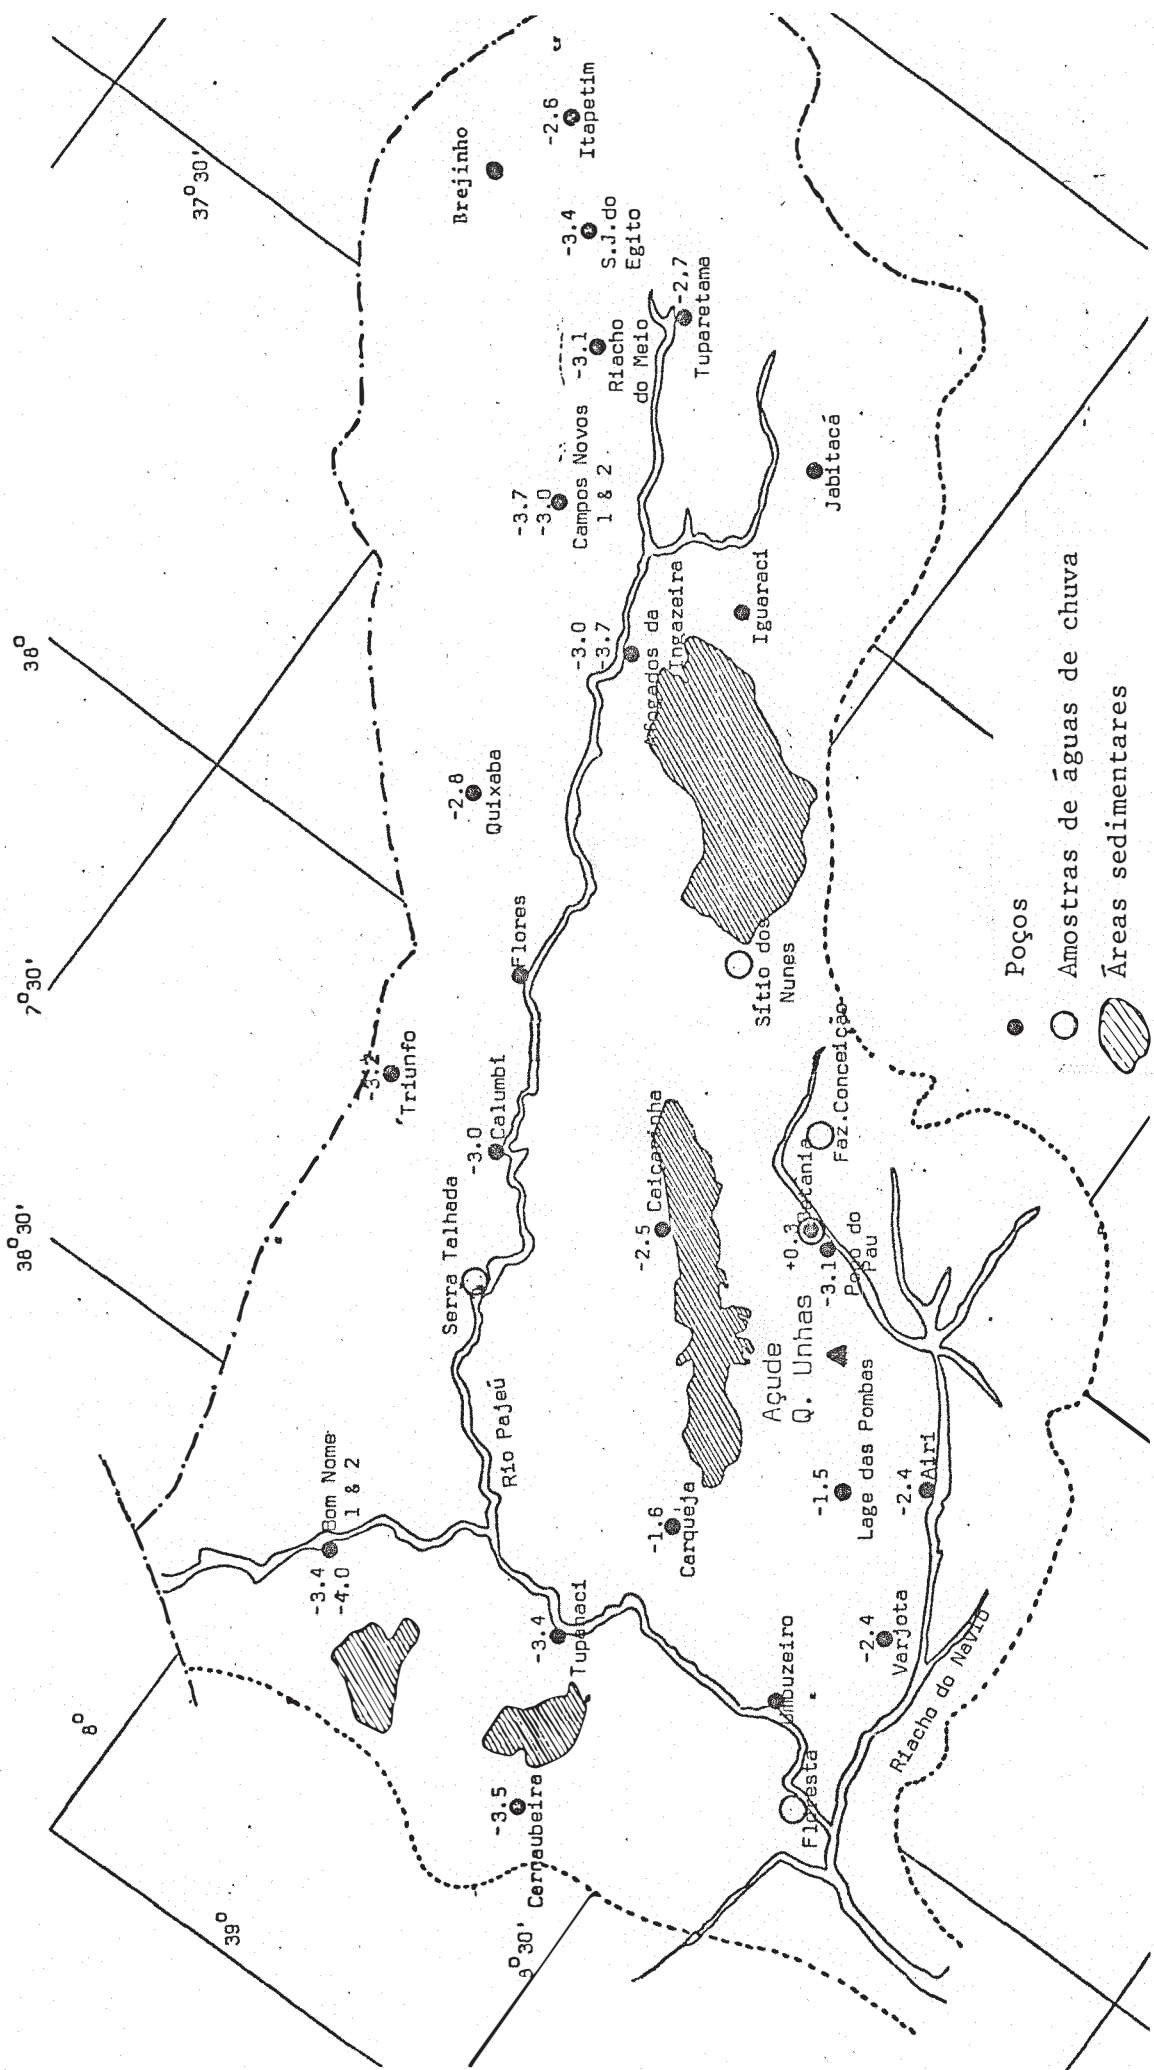 37° 30'
38°
7° 30'
38° 30'
8°
39°
8° 30'
Brejinho
-2.6
Itapetim
-3.4
S.J.do
Egito
-2,7
Tuparetama
-3.1
Riacho
do Meio
-3.7
-3.0
Campos Novos
1 & 2
Jabitacá
Iguaraci
-3.0
-3.7
Afogados da
Ingazeira
-2.8
Quixaba
Flores
Sítio dos
Nunes
-3.2
Triunfo
-3.0
Calumbi
Serra Talhada
-2.5 Caiçarinha
Faz.Conceição
+0.3 Betânia
-3.1
Poço do
Pau
Açude
Q. Unhas
Rio Pajeú
Bom Nome
1 & 2
-3.4
-4.0
-1.6
Carqueja
-1.5
Lage das Pombas
-2.4
Airi
-3.4
Tupanaci
-2.4
Varjota
Umbuzeiro
Riacho do Navio
Floresta
-3.5
Carnaubeira
Poços
Amostras de águas de chuva
Áreas sedimentares